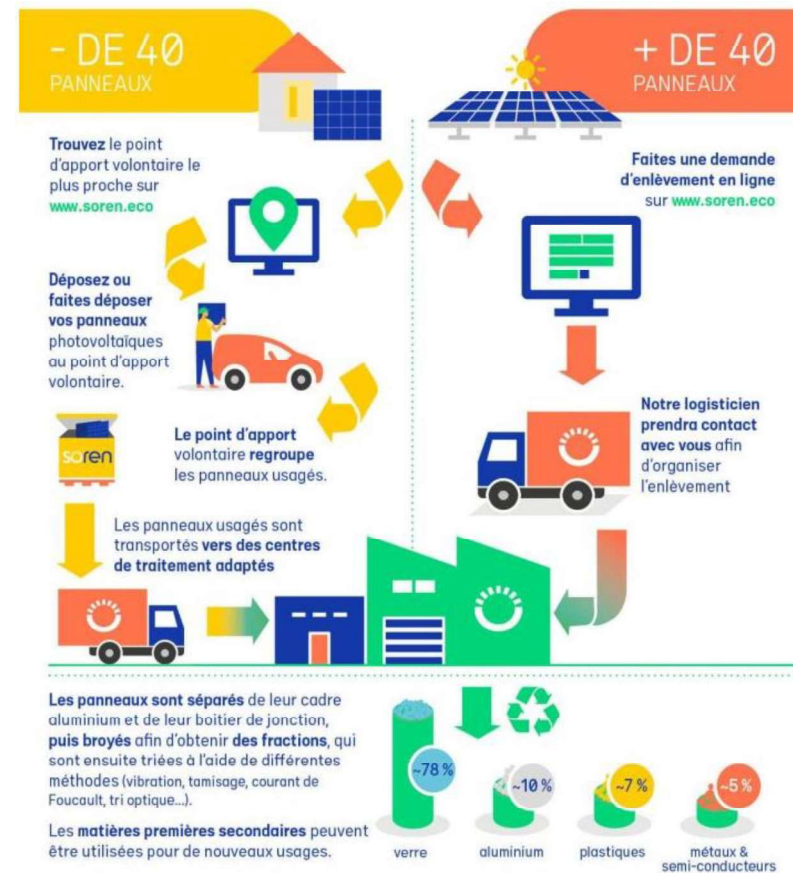 - DE 40
PANNEAUX
+ DE 40
PANNEAUX
Trouvez le point
d'apport volontaire le
plus proche sur
www.soren.eco
Faites une demande
d'enlèvement en ligne
sur www.soren.eco
Déposez ou
faites déposer
vos panneaux
photovoltaïques
au point d'apport
volontaire.
Notre logisticien
prendra contact
avec vous afin
d'organiser
l'enlèvement
soren
Le point d'apport
volontaire regroupe
les panneaux usagés.
Les panneaux usagés sont
transportés vers des centres
de traitement adaptés
Les panneaux sont séparés de leur cadre
aluminium et de leur boitier de jonction,
puis broyés afin d'obtenir des fractions, qui
sont ensuite triées à l'aide de différentes
méthodes (vibration, tamisage, courant de
Foucault, tri optique...).
Les matières premières secondaires peuvent
être utilisées pour de nouveaux usages.
~78 %
~10 %
~7 %
~5 %
verre
aluminium
plastiques
métaux &
semi-conducteurs